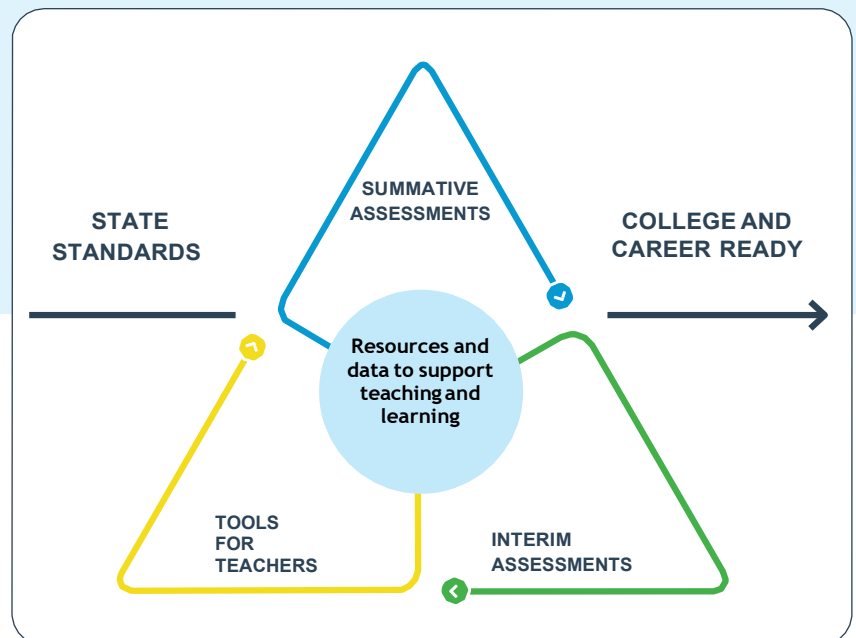 SUMMATIVE
ASSESSMENTS
STATE
STANDARDS
COLLEGE AND
CAREER READY
Resources and
data to support
teaching and
learning
TOOLS
FOR
TEACHERS
INTERIM
ASSESSMENTS